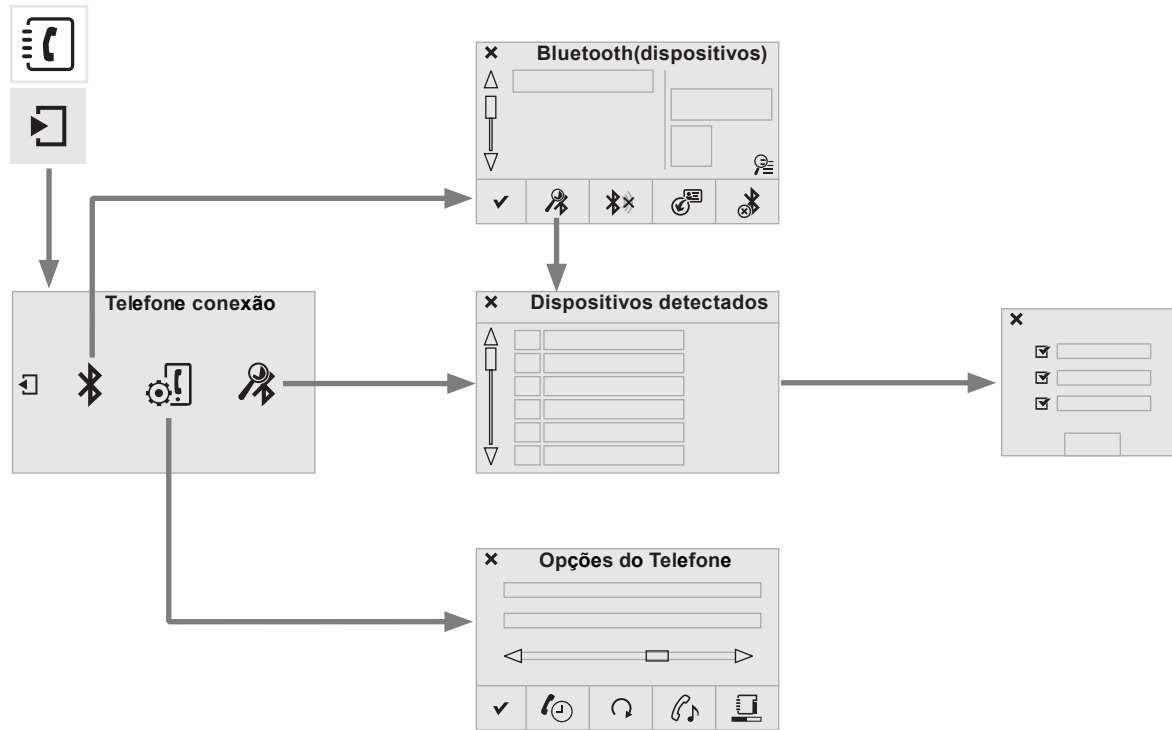 Bluetooth(dispositivos)
Telefone conexão
Dispositivos detectados
Opções do Telefone